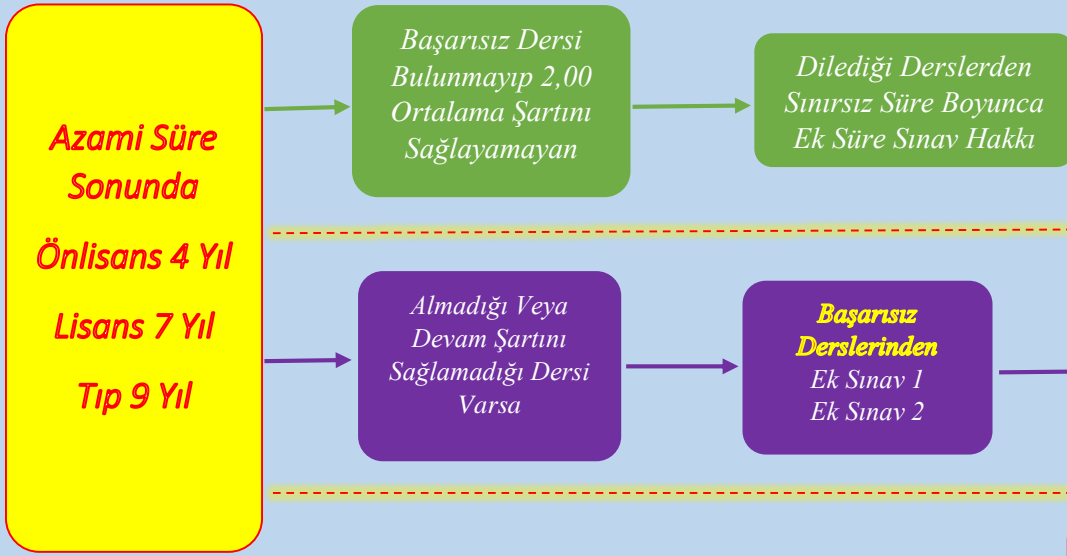 Azami Süre
Sonunda
Önlisans 4 Yıl
Lisans 7 Yıl
Tıp 9 Yıl
Başarısız Dersi
Bulunmayıp 2,00
Ortalama Şartını
Sağlayamayan
Dilediği Derslerden
Sınırsız Süre Boyunca
Ek Süre Sınav Hakkı
Almadığı Veya
Devam Şartını
Sağlamadığı Dersi
Varsa
Başarısız
Derslerinden
Ek Sınav 1
Ek Sınav 2